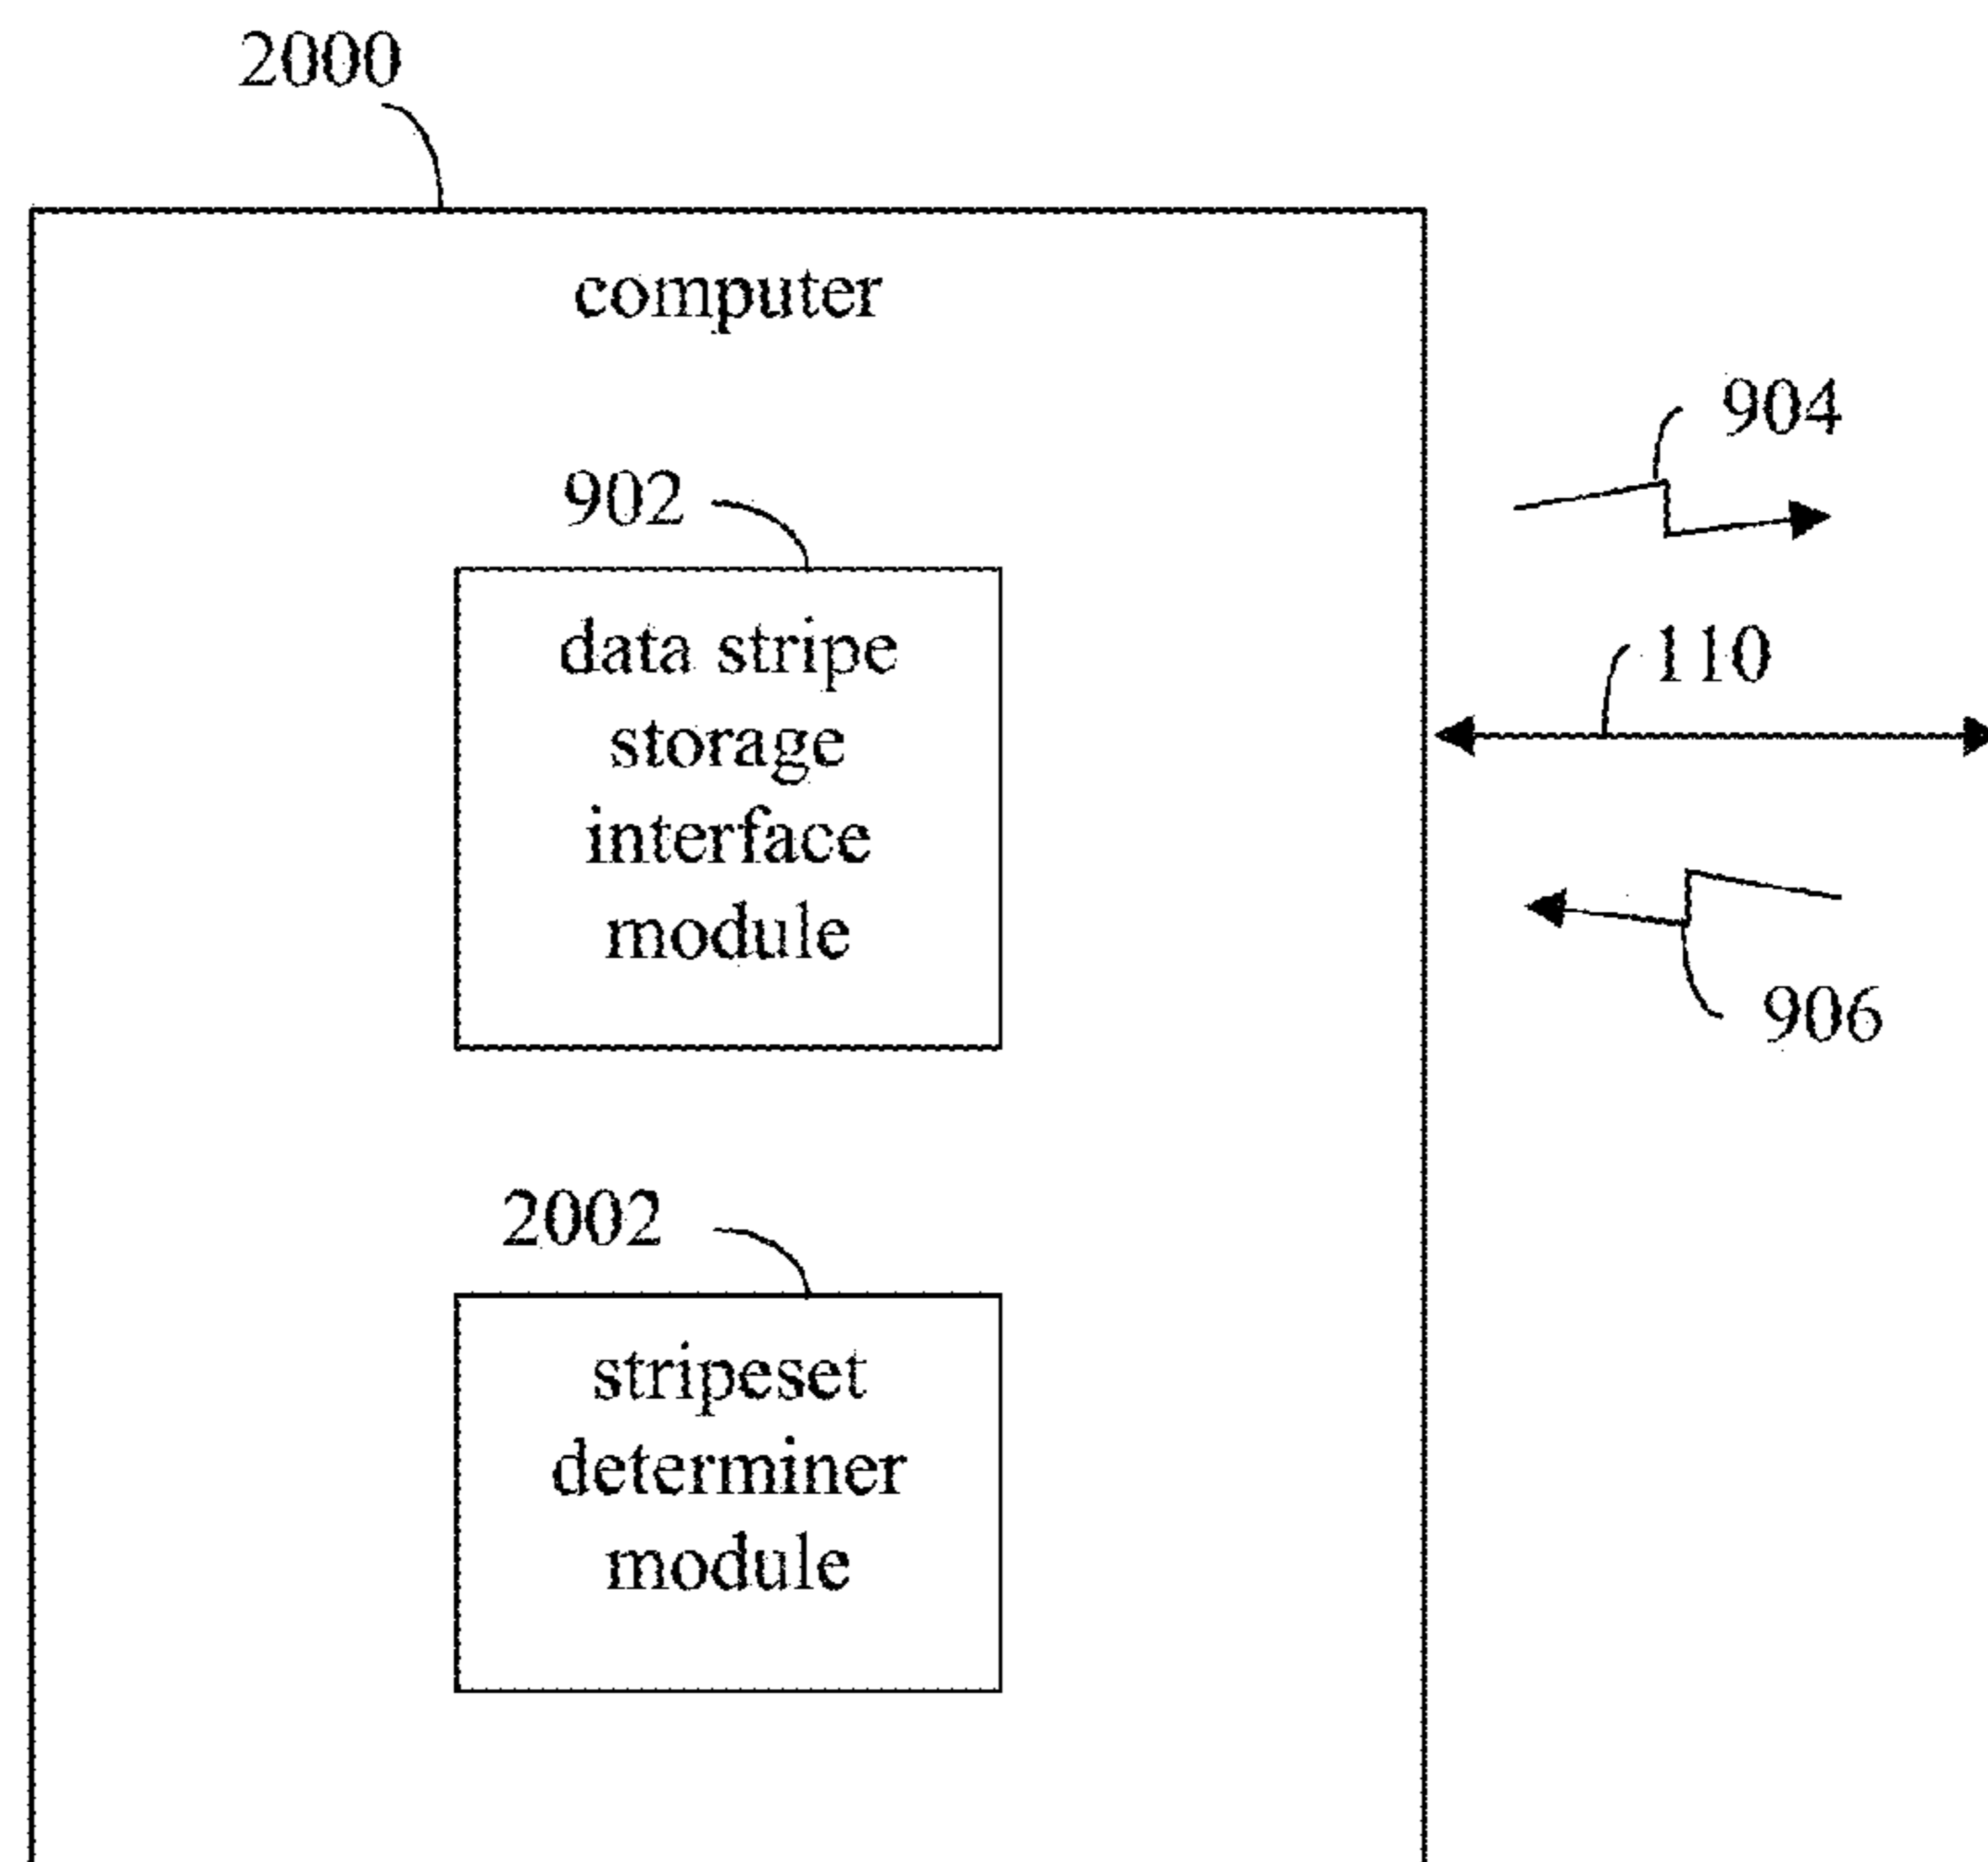 2000
computer
904
902
data stripe
storage
interface
module
110
906
2002
stripeset
determiner
module